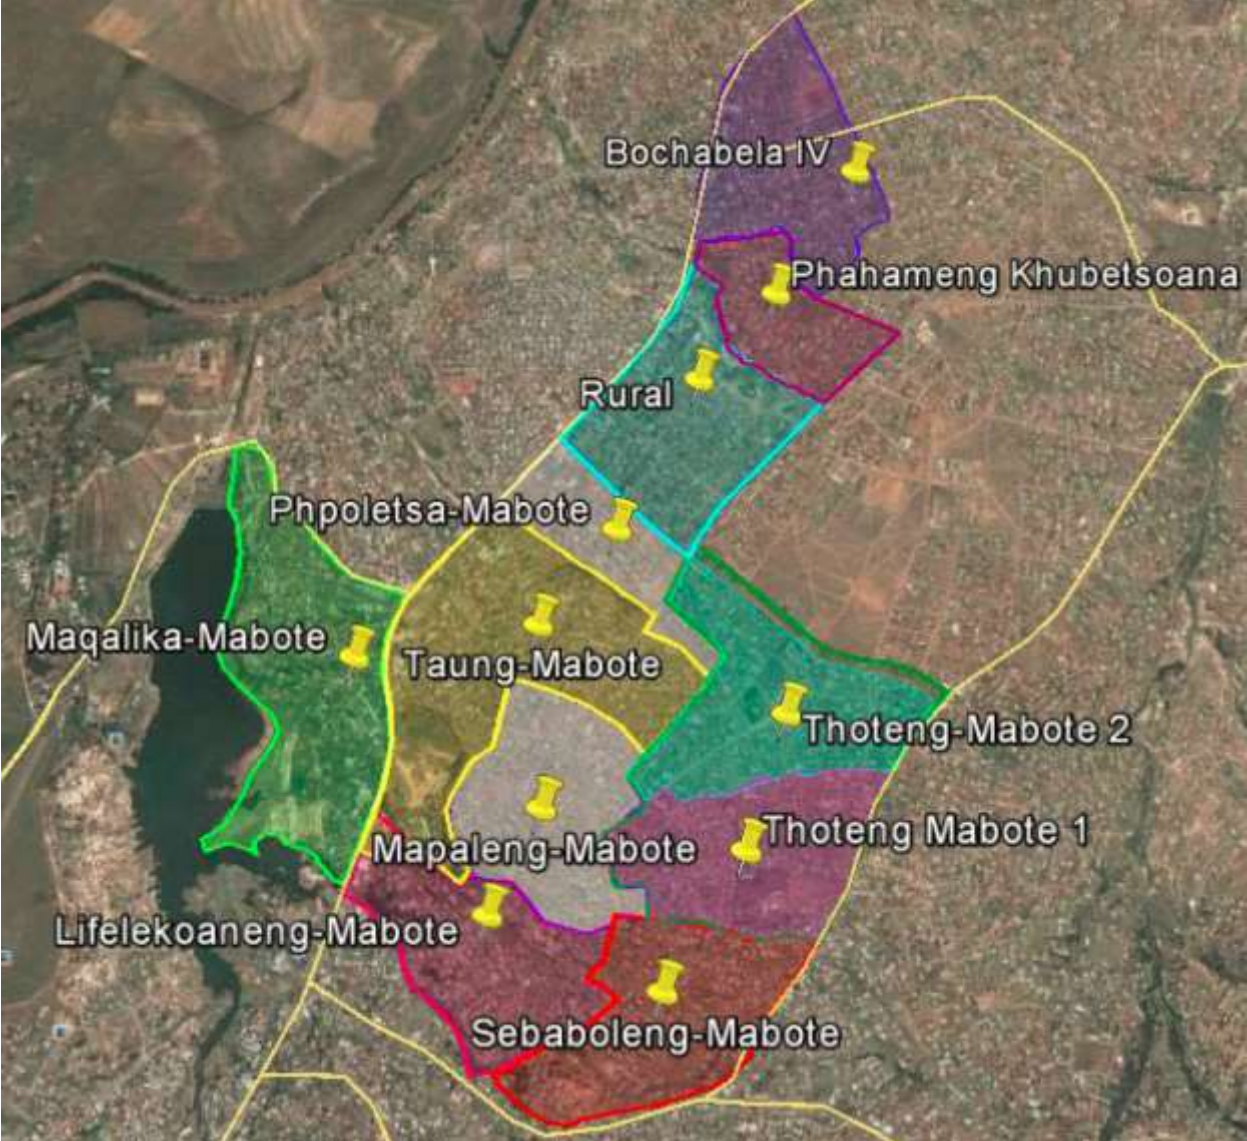 Bochabela IV
Phahameng Khubetsoana
Rural
Phpoletsa-Mabote
Maqalika-Mabote
Taung-Mabote
Thoteng-Mabote 2
Thoteng Mabote 1
Mapaleng-Mabote
Lifelekoaneng-Mabote
Sebaboleng-Mabote